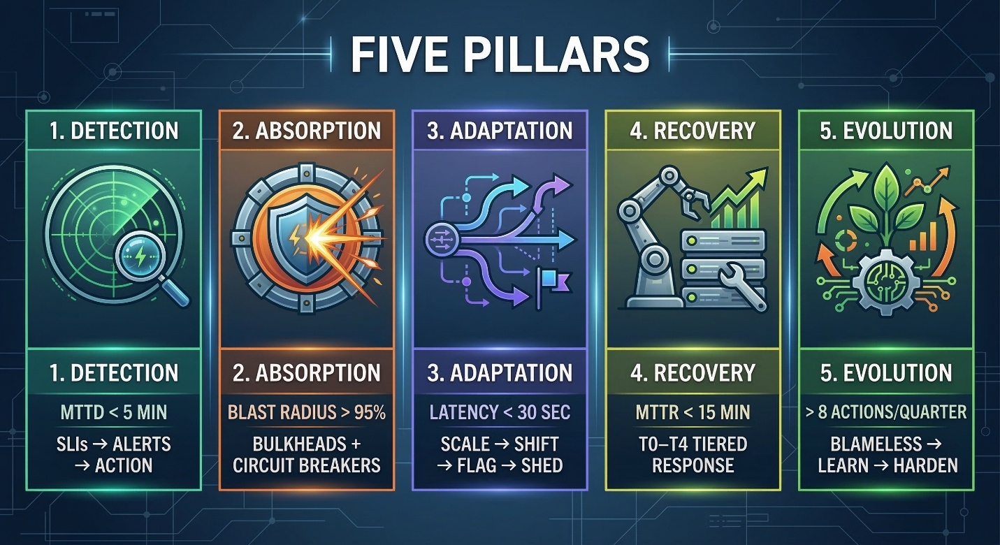 FIVE PILLARS
1. DETECTION
2. ABSORPTION
3. ADAPTATION
4. RECOVERY
5. EVOLUTION
1. DETECTION
MTTD < 5 MIN
SLIs → ALERTS
→ ACTION
2. ABSORPTION
BLAST RADIUS > 95%
BULKHEADS +
CIRCUIT BREAKERS
3. ADAPTATION
LATENCY < 30 SEC
SCALE → SHIFT
→ FLAG → SHED
4. RECOVERY
MTTR < 15 MIN
T0–T4 TIERED
RESPONSE
5. EVOLUTION
> 8 ACTIONS/QUARTER
BLAMELESS →
LEARN → HARDEN